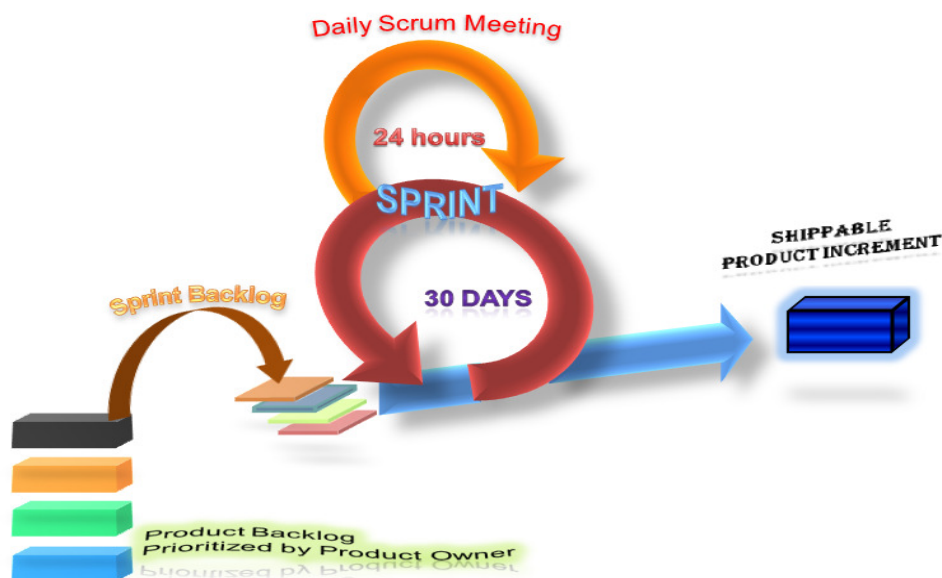 Daily Scrum Meeting
24 hours
SPRINT
30 DAYS
SHIPPABLE
PRODUCT INCREMENT
Sprint Backlog
Product Backlog
Prioritized by Product Owner